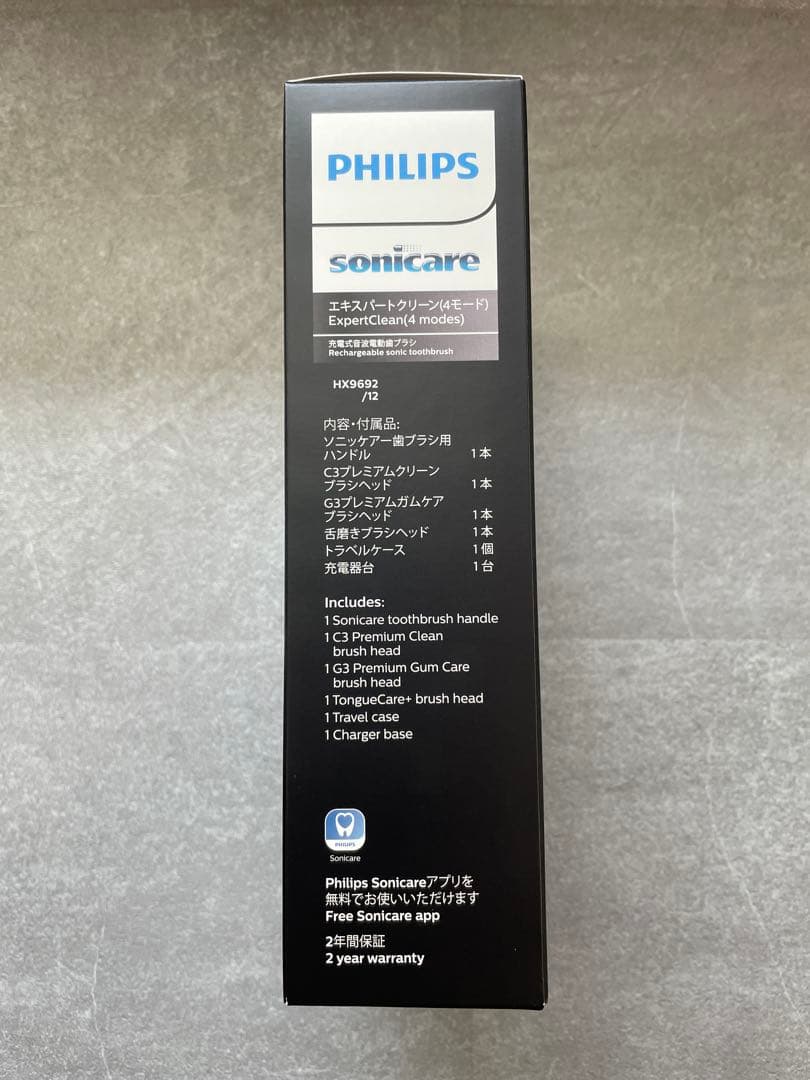 PHILIPS
sonicare
エキスパートクリーン(4モード)
ExpertClean(4 modes)
充電式音波電動歯ブラシ
Rechargeable sonic toothbrush
HX9692
/12
内容・付属品:
ソニッケアー歯ブラシ用
ハンドル 1本
C3プレミアムクリーン
ブラシヘッド 1本
G3プレミアムガムケア
ブラシヘッド 1本
舌磨きブラシヘッド 1本
トラベルケース 1個
充電器台 1台
Includes:
1 Sonicare toothbrush handle
1 C3 Premium Clean
brush head
1 G3 Premium Gum Care
brush head
1 TongueCare+ brush head
1 Travel case
1 Charger base
PHILIPS
Sonicare
Philips Sonicareアプリを
無料でお使いいただけます
Free Sonicare app
2年間保証
2 year warranty